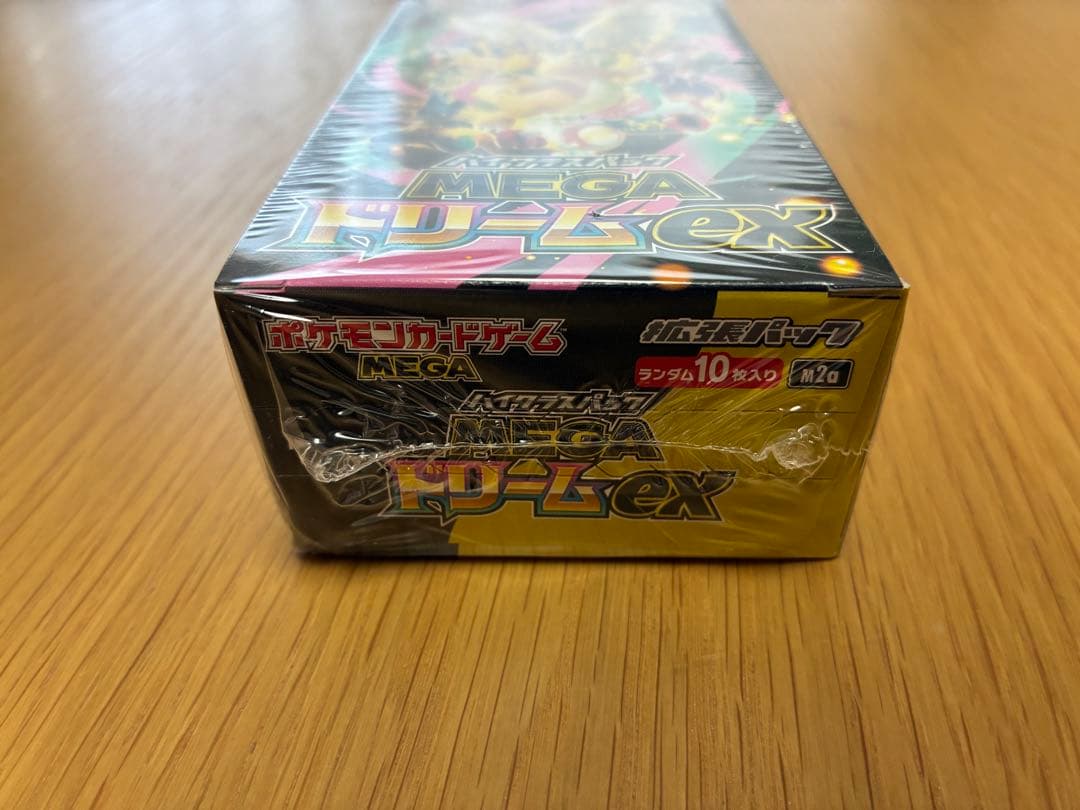 ハイクラスパック
MEGA
ドリームex
ポケモンカードゲーム™
MEGA
拡張パック
ランダム10枚入り
M2a
ハイクラスパック
MEGA
ドリームex